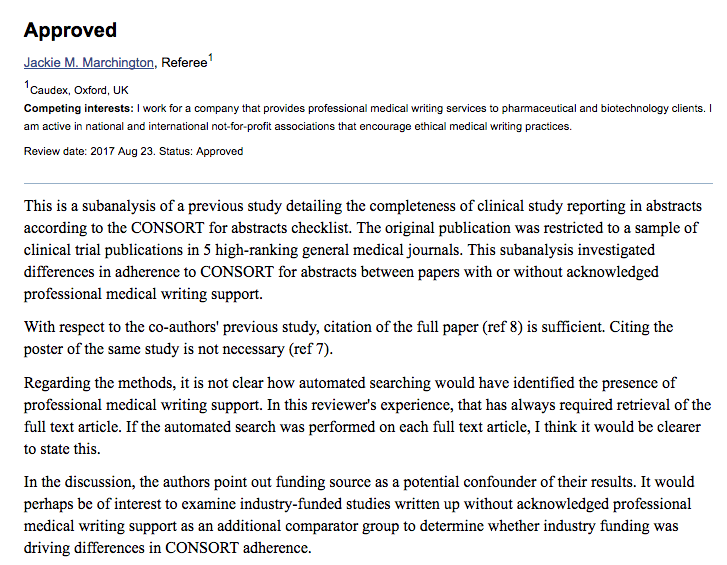 Approved
Jackie M. Marchington, Referee1
1Caudex, Oxford, UK
Competing interests: I work for a company that provides professional medical writing services to pharmaceutical and biotechnology clients. I
am active in national and international not-for-profit associations that encourage ethical medical writing practices.
Review date: 2017 Aug 23. Status: Approved
This is a subanalysis of a previous study detailing the completeness of clinical study reporting in abstracts
according to the CONSORT for abstracts checklist. The original publication was restricted to a sample of
clinical trial publications in 5 high-ranking general medical journals. This subanalysis investigated
differences in adherence to CONSORT for abstracts between papers with or without acknowledged
professional medical writing support.
With respect to the co-authors' previous study, citation of the full paper (ref 8) is sufficient. Citing the
poster of the same study is not necessary (ref 7).
Regarding the methods, it is not clear how automated searching would have identified the presence of
professional medical writing support. In this reviewer's experience, that has always required retrieval of the
full text article. If the automated search was performed on each full text article, I think it would be clearer
to state this.
In the discussion, the authors point out funding source as a potential confounder of their results. It would
perhaps be of interest to examine industry-funded studies written up without acknowledged professional
medical writing support as an additional comparator group to determine whether industry funding was
driving differences in CONSORT adherence.